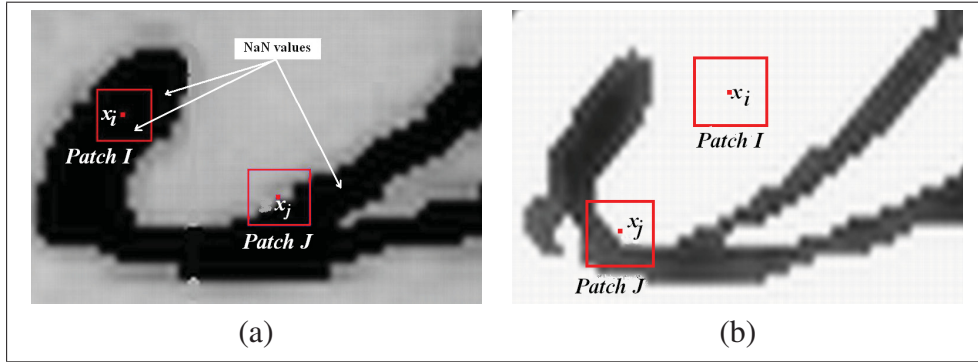 NaN values
xi
Patch I
xj
Patch J
(a)
xi
Patch I
xj
Patch J
(b)